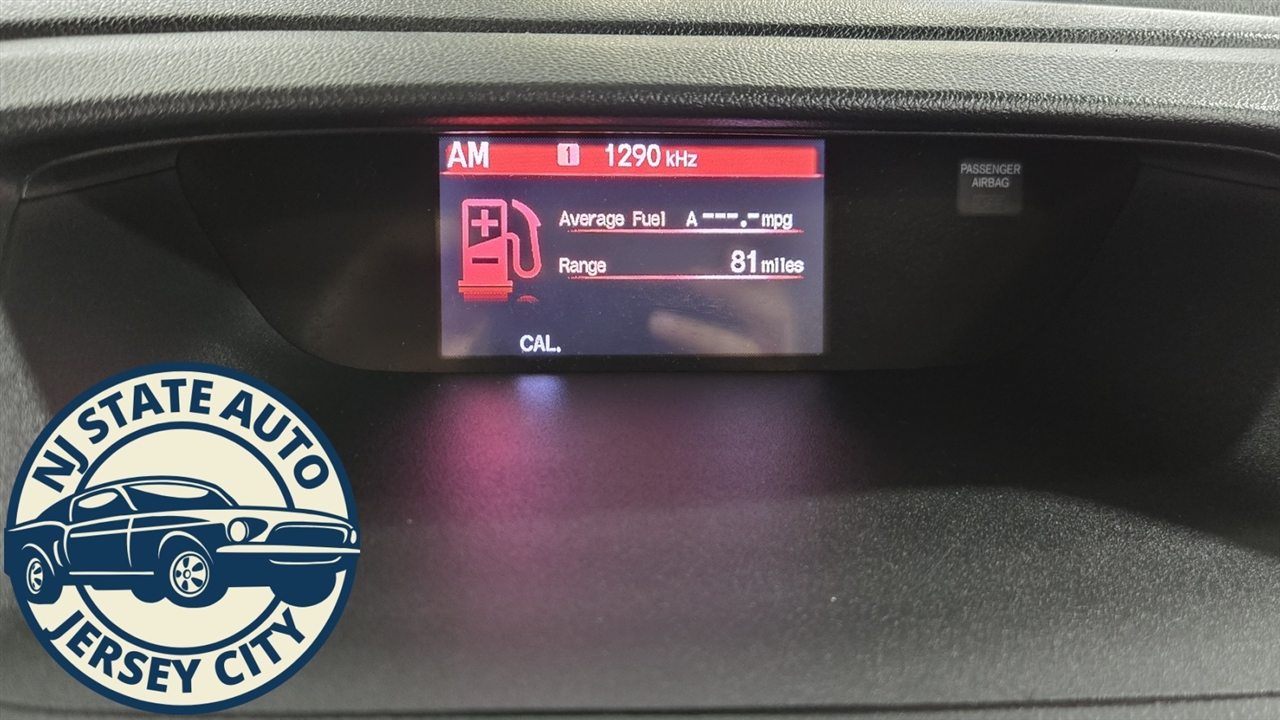 AM 1 1290 kHz
PASSENGER
AIRBAG
Average Fuel A ---.- mpg
Range 81 miles
CAL.
NJ STATE AUTO
JERSEY CITY